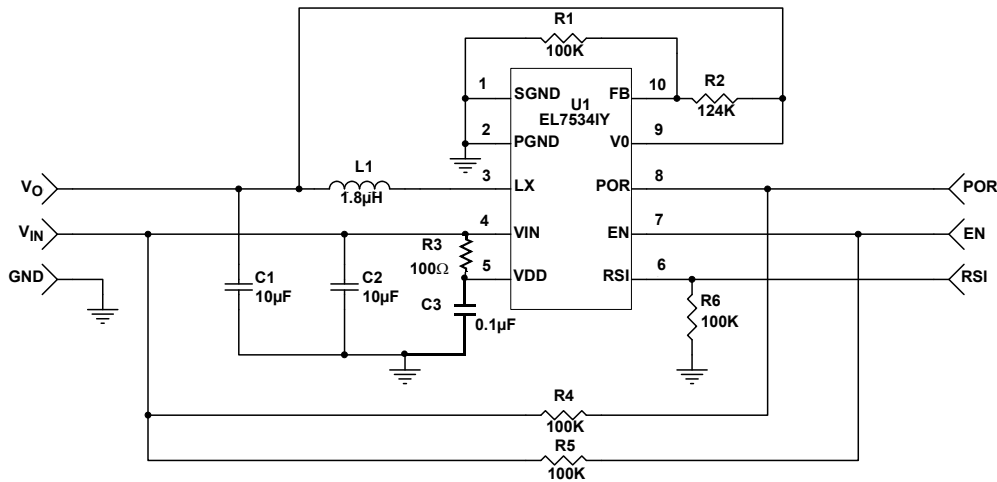 R1
100K
1
SGND
U1
EL7534IY
FB
10
R2
124K
2
PGND
V0
9
VO
L1
1.8µH
3
LX
POR
8
POR
VIN
4
VIN
EN
7
EN
R3
100Ω
GND
5
VDD
RSI
6
RSI
C1
10µF
C2
10µF
C3
0.1µF
R6
100K
R4
100K
R5
100K